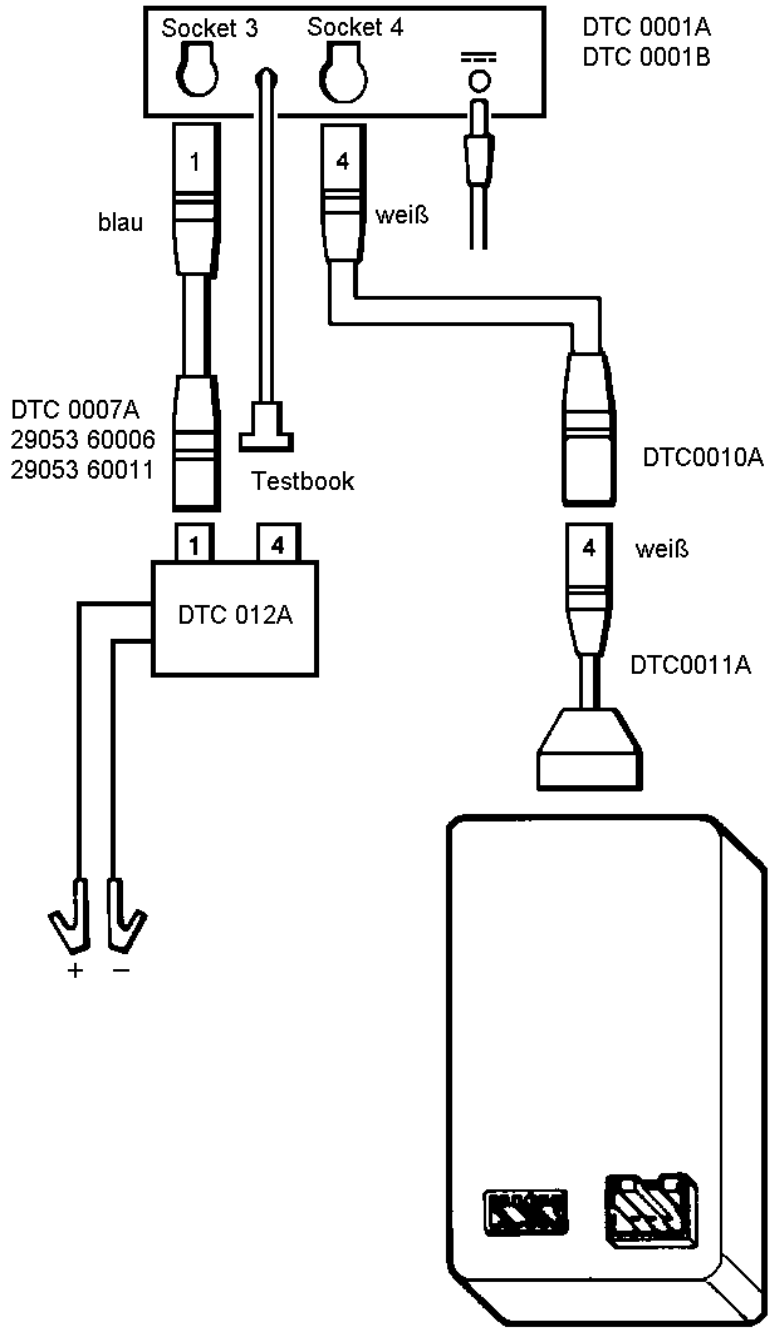 Socket 3
Socket 4
DTC 0001A
DTC 0001B
1
4
blau
weiß
DTC 0007A
29053 60006
29053 60011
Testbook
DTC0010A
1
4
4
weiß
DTC 012A
DTC0011A
+
–